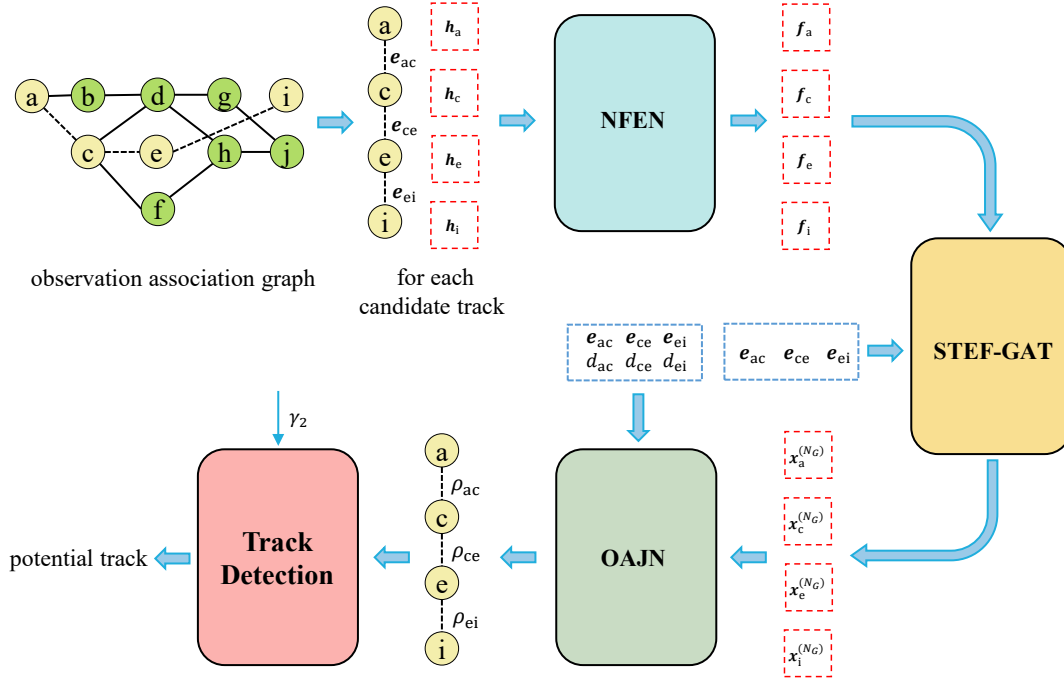 a b d g i
c e h j
f
observation association graph
a
e_ac
c
e_ce
e
e_ei
i
h_a
h_c
h_e
h_i
for each
candidate track
NFEN
f_a
f_c
f_e
f_i
STEF-GAT
e_ac e_ce e_ei
d_ac d_ce d_ei
e_ac e_ce e_ei
x_a^(N_G)
x_c^(N_G)
x_e^(N_G)
x_i^(N_G)
OAJN
a
ρ_ac
c
ρ_ce
e
ρ_ei
i
γ_2
Track
Detection
potential track